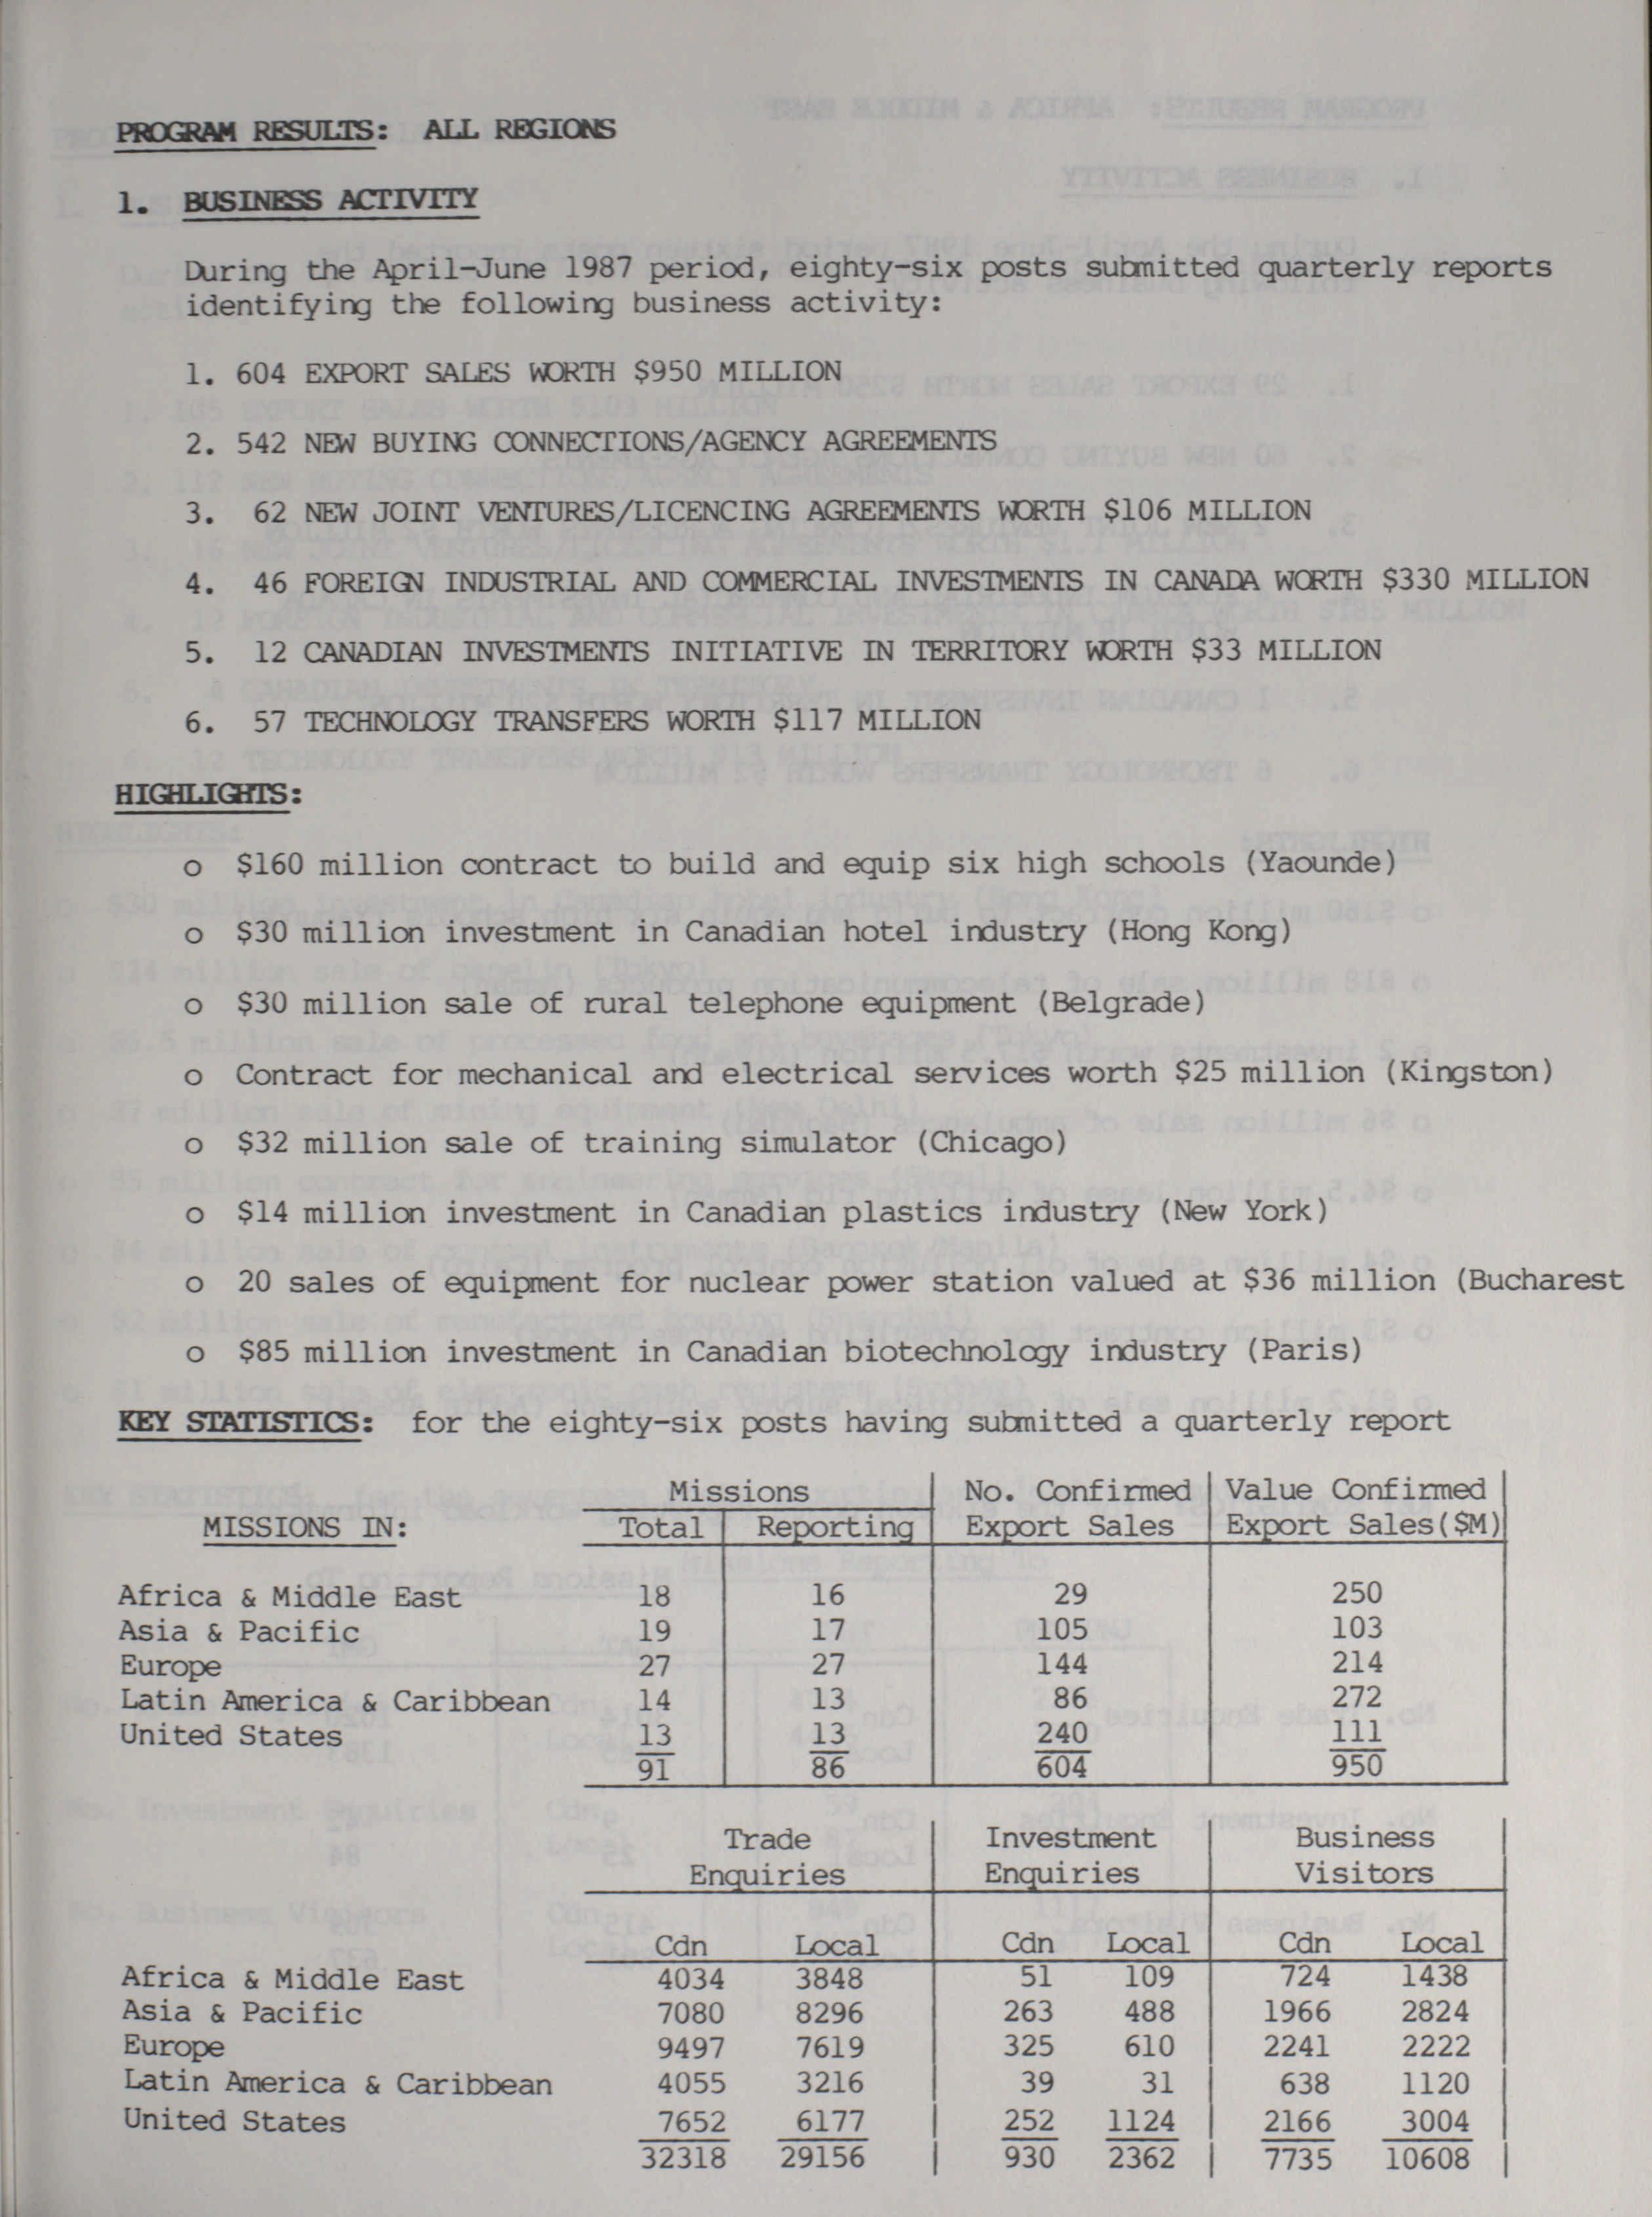 PROGRAM RESULTS: ALL REGIONS
1. BUSINESS ACTIVITY
During the April-June 1987 period, eighty-six posts submitted quarterly reports
identifying the following business activity:
1. 604 EXPORT SALES WORTH $950 MILLION
2. 542 NEW BUYING CONNECTIONS/AGENCY AGREEMENTS
3. 62 NEW JOINT VENTURES/LICENCING AGREEMENTS WORTH $106 MILLION
4. 46 FOREIGN INDUSTRIAL AND COMMERCIAL INVESTMENTS IN CANADA WORTH $330 MILLION
5. 12 CANADIAN INVESTMENTS INITIATIVE IN TERRITORY WORTH $33 MILLION
6. 57 TECHNOLOGY TRANSFERS WORTH $117 MILLION
HIGHLIGHTS:
o $160 million contract to build and equip six high schools (Yaounde)
o $30 million investment in Canadian hotel industry (Hong Kong)
o $30 million sale of rural telephone equipment (Belgrade)
o Contract for mechanical and electrical services worth $25 million (Kingston)
o $32 million sale of training simulator (Chicago)
o $14 million investment in Canadian plastics industry (New York)
o 20 sales of equipment for nuclear power station valued at $36 million (Bucharest
o $85 million investment in Canadian biotechnology industry (Paris)
KEY STATISTICS: for the eighty-six posts having submitted a quarterly report
Missions No. Confirmed Value Confirmed
MISSIONS IN: Total Reporting Export Sales Export Sales($M)
Africa & Middle East 18 16 29 250
Asia & Pacific 19 17 105 103
Europe 27 27 144 214
Latin America & Caribbean 14 13 86 272
United States 13 13 240 111
91 86 604 950
Trade Investment Business
Enquiries Enquiries Visitors
Cdn Local Cdn Local Cdn Local
Africa & Middle East 4034 3848 51 109 724 1438
Asia & Pacific 7080 8296 263 488 1966 2824
Europe 9497 7619 325 610 2241 2222
Latin America & Caribbean 4055 3216 39 31 638 1120
United States 7652 6177 252 1124 2166 3004
32318 29156 930 2362 7735 10608